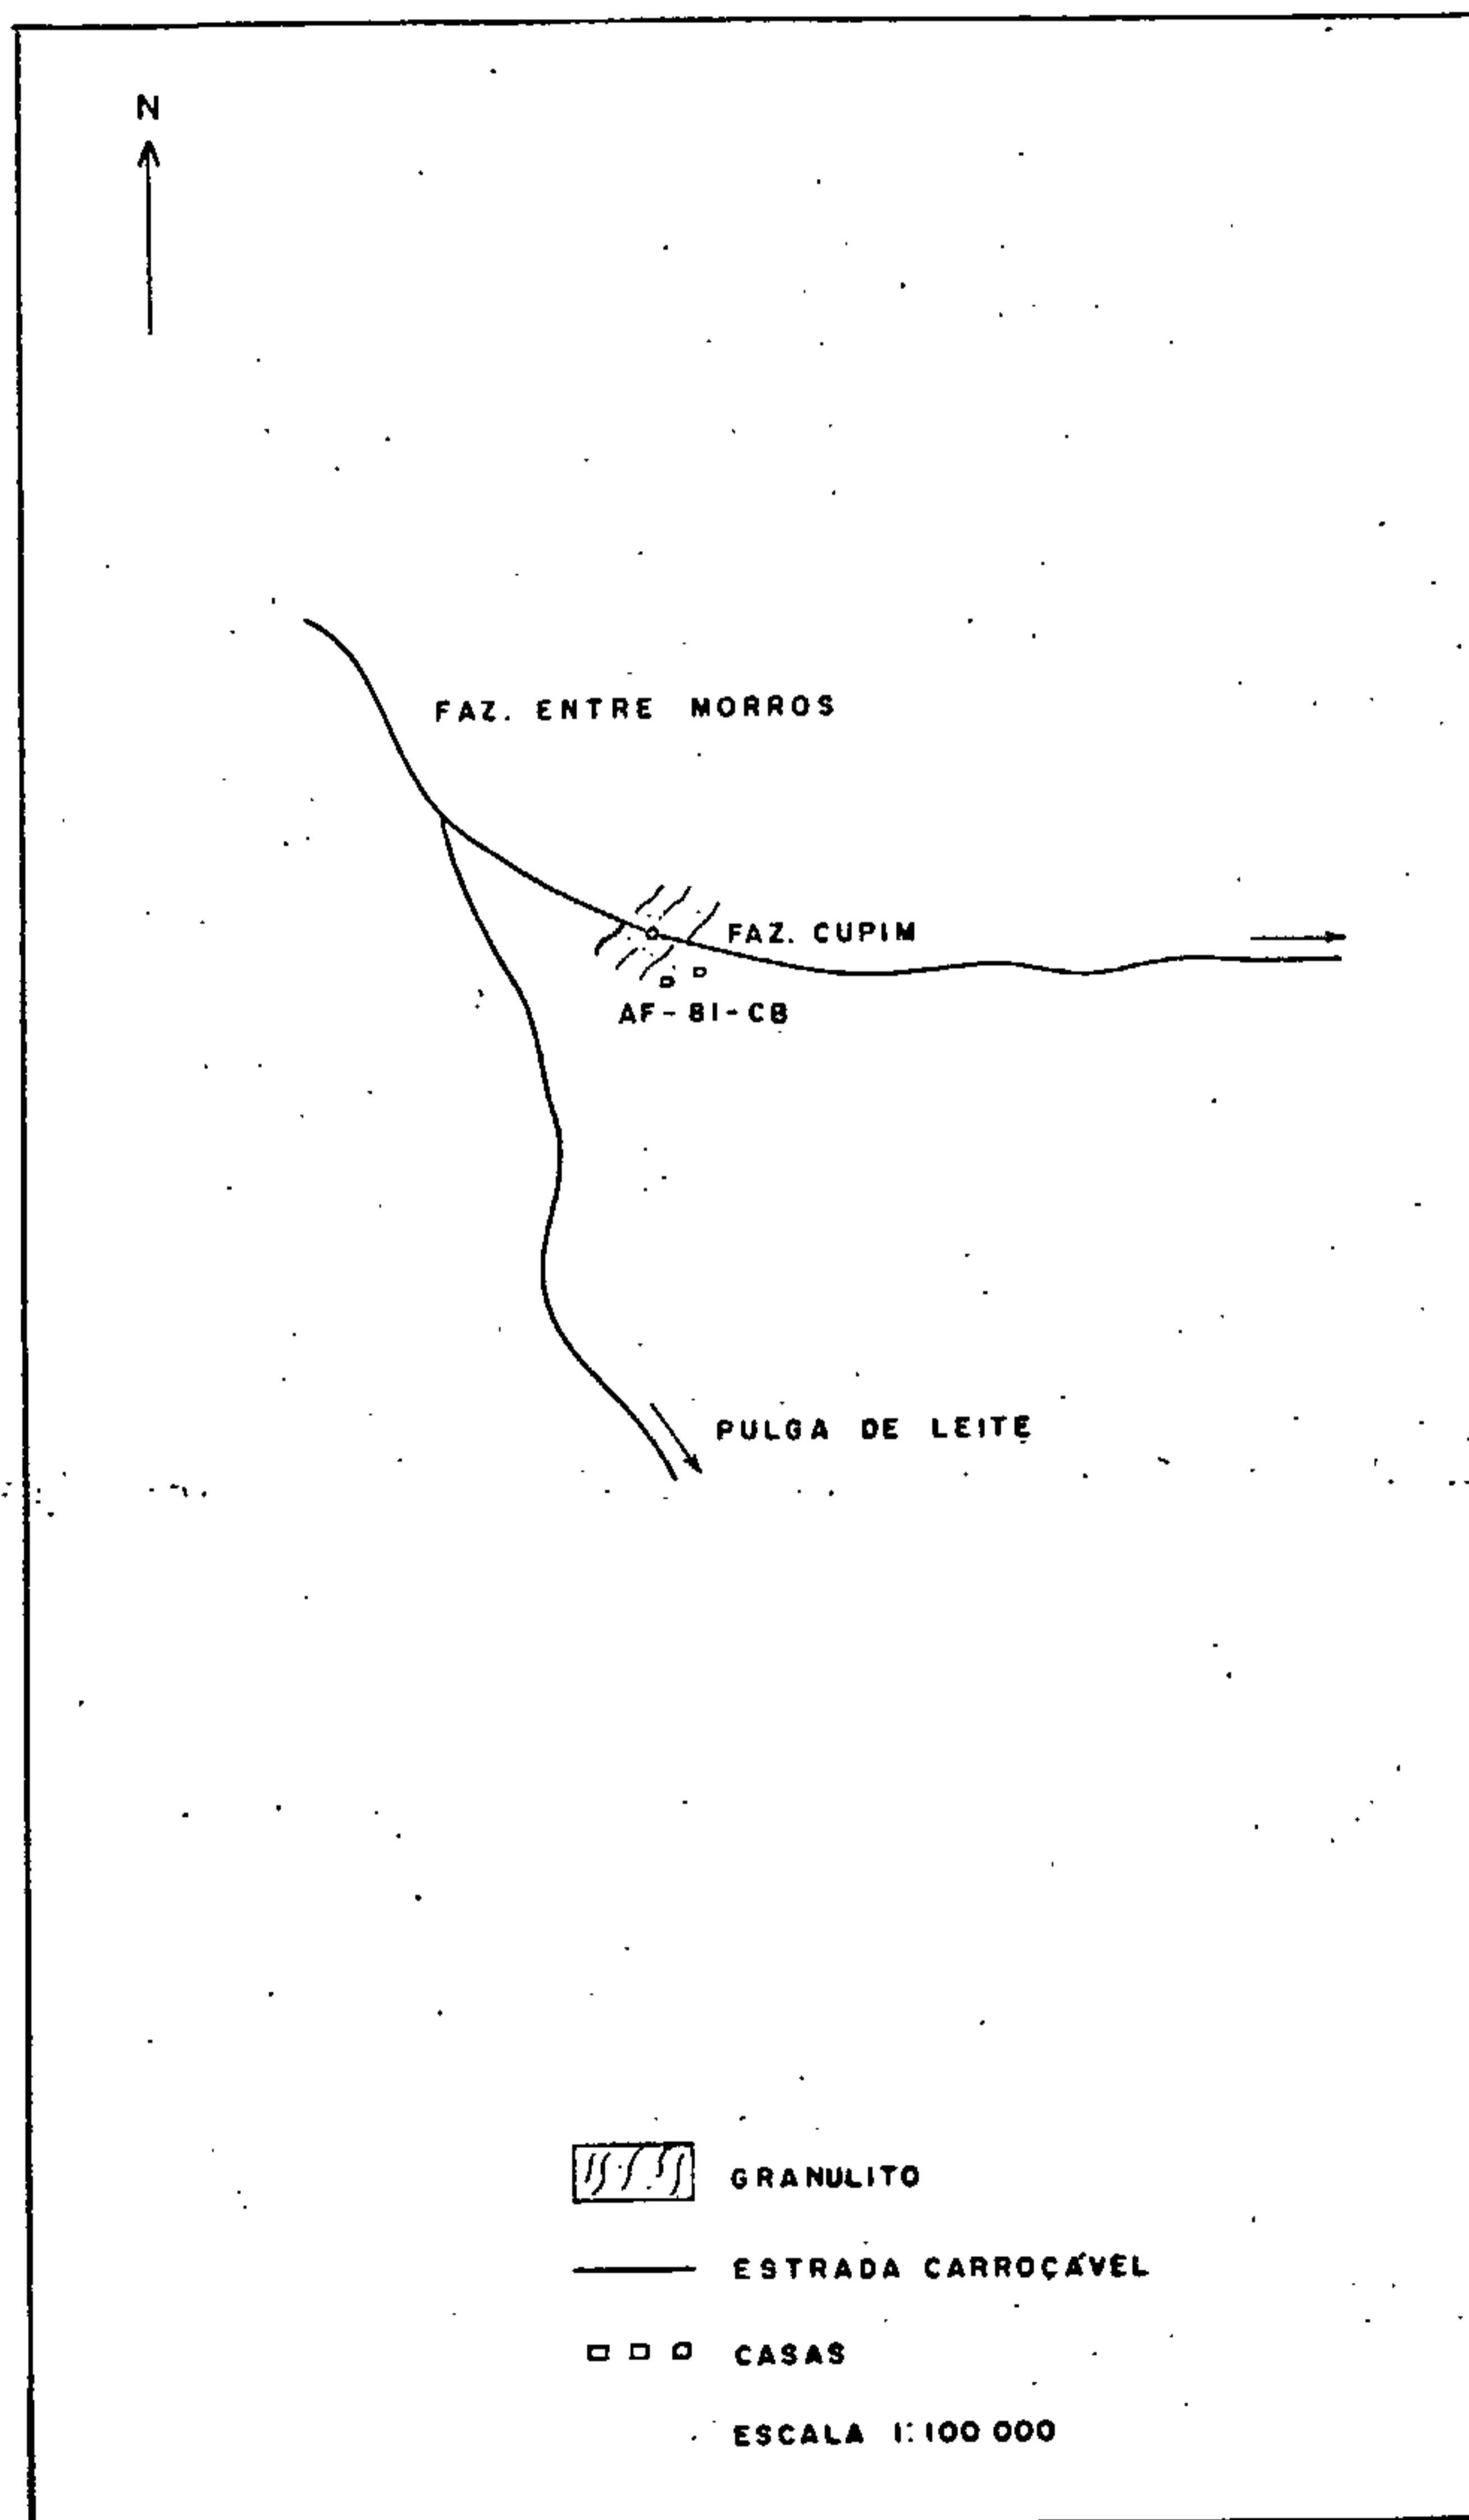 N
FAZ. ENTRE MORROS
FAZ. CUPIM
AF-81-CB
PULGA DE LEITE
GRANULITO
ESTRADA CARROÇÁVEL
CASAS
ESCALA 1:100 000